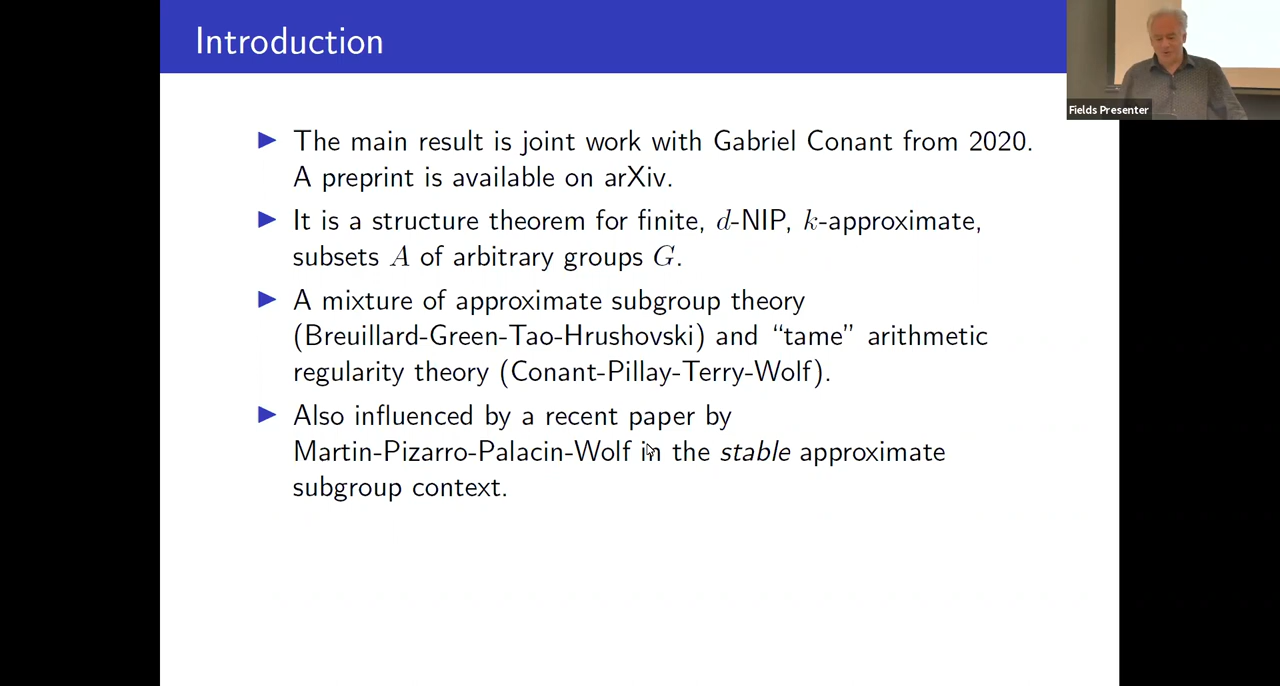 Introduction
Fields Presenter
▶ The main result is joint work with Gabriel Conant from 2020.
A preprint is available on arXiv.
▶ It is a structure theorem for finite, d-NIP, k-approximate,
subsets A of arbitrary groups G.
▶ A mixture of approximate subgroup theory
(Breuillard-Green-Tao-Hrushovski) and “tame” arithmetic
regularity theory (Conant-Pillay-Terry-Wolf).
▶ Also influenced by a recent paper by
Martin-Pizarro-Palacin-Wolf in the stable approximate
subgroup context.